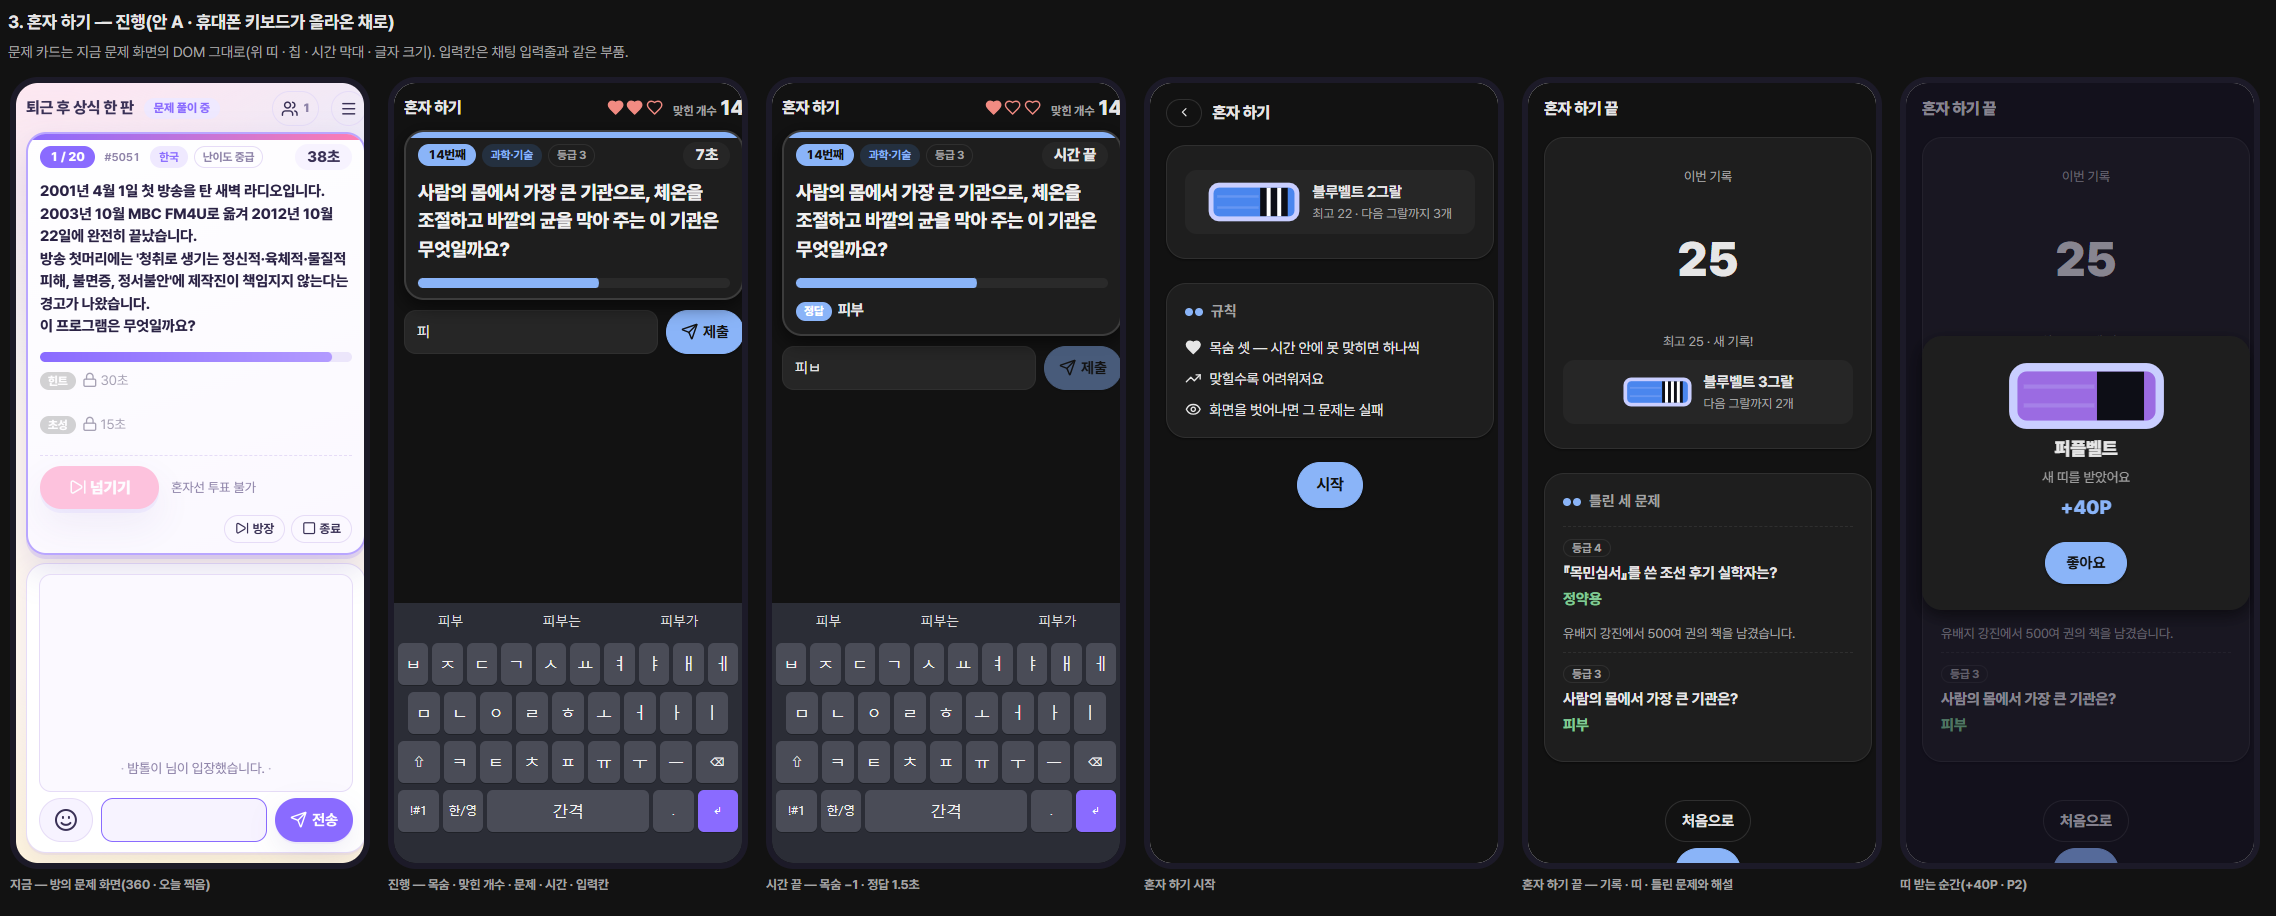 3. 혼자 하기 — 진행(안 A · 휴대폰 키보드가 올라온 채로)
문제 카드는 지금 문제 화면의 DOM 그대로(위 띠 · 칩 · 시간 막대 · 글자 크기). 입력칸은 채팅 입력줄과 같은 부품.
퇴근 후 상식 한 판 문제 풀이 중 1
1 / 20 #5051 한국 난이도 중급 38초
2001년 4월 1일 첫 방송을 탄 새벽 라디오입니다.
2003년 10월 MBC FM4U로 옮겨 2012년 10월
22일에 완전히 끝났습니다.
방송 첫머리에는 '청취로 생기는 정신적·육체적·물질적
피해, 불면증, 정서불안'에 제작진이 책임지지 않는다는
경고가 나왔습니다.
이 프로그램은 무엇일까요?
힌트 30초
초성 15초
넘기기 혼자선 투표 불가
방장 종료
· 밤톨이 님이 입장했습니다. ·
전송
지금 — 방의 문제 화면(360 · 오늘 찍음)
혼자 하기 맞힌 개수 14
14번째 과학·기술 등급 3 7초
사람의 몸에서 가장 큰 기관으로, 체온을
조절하고 바깥의 균을 막아 주는 이 기관은
무엇일까요?
피 제출
피부 피부는 피부가
ㅂ ㅈ ㄷ ㄱ ㅅ ㅛ ㅕ ㅑ ㅐ ㅔ
ㅁ ㄴ ㅇ ㄹ ㅎ ㅗ ㅓ ㅏ ㅣ
⇧ ㅋ ㅌ ㅊ ㅍ ㅠ ㅜ ㅡ ⌫
!#1 한/영 간격 . ↲
진행 — 목숨 · 맞힌 개수 · 문제 · 시간 · 입력칸
혼자 하기 맞힌 개수 14
14번째 과학·기술 등급 3 시간 끝
사람의 몸에서 가장 큰 기관으로, 체온을
조절하고 바깥의 균을 막아 주는 이 기관은
무엇일까요?
정답 피부
피ㅂ 제출
피부 피부는 피부가
ㅂ ㅈ ㄷ ㄱ ㅅ ㅛ ㅕ ㅑ ㅐ ㅔ
ㅁ ㄴ ㅇ ㄹ ㅎ ㅗ ㅓ ㅏ ㅣ
⇧ ㅋ ㅌ ㅊ ㅍ ㅠ ㅜ ㅡ ⌫
!#1 한/영 간격 . ↲
시간 끝 — 목숨 −1 · 정답 1.5초
혼자 하기
블루벨트 2그랄
최고 22 · 다음 그랄까지 3개
규칙
목숨 셋 — 시간 안에 못 맞히면 하나씩
맞힐수록 어려워져요
화면을 벗어나면 그 문제는 실패
시작
혼자 하기 시작
혼자 하기 끝
이번 기록
25
최고 25 · 새 기록!
블루벨트 3그랄
다음 그랄까지 2개
틀린 세 문제
등급 4
『목민심서』를 쓴 조선 후기 실학자는?
정약용
유배지 강진에서 500여 권의 책을 남겼습니다.
등급 3
사람의 몸에서 가장 큰 기관은?
피부
처음으로
혼자 하기 끝 — 기록 · 띠 · 틀린 문제와 해설
혼자 하기 끝
이번 기록
25
퍼플벨트
새 띠를 받았어요
+40P
좋아요
유배지 강진에서 500여 권의 책을 남겼습니다.
등급 3
사람의 몸에서 가장 큰 기관은?
피부
처음으로
띠 받는 순간(+40P · P2)